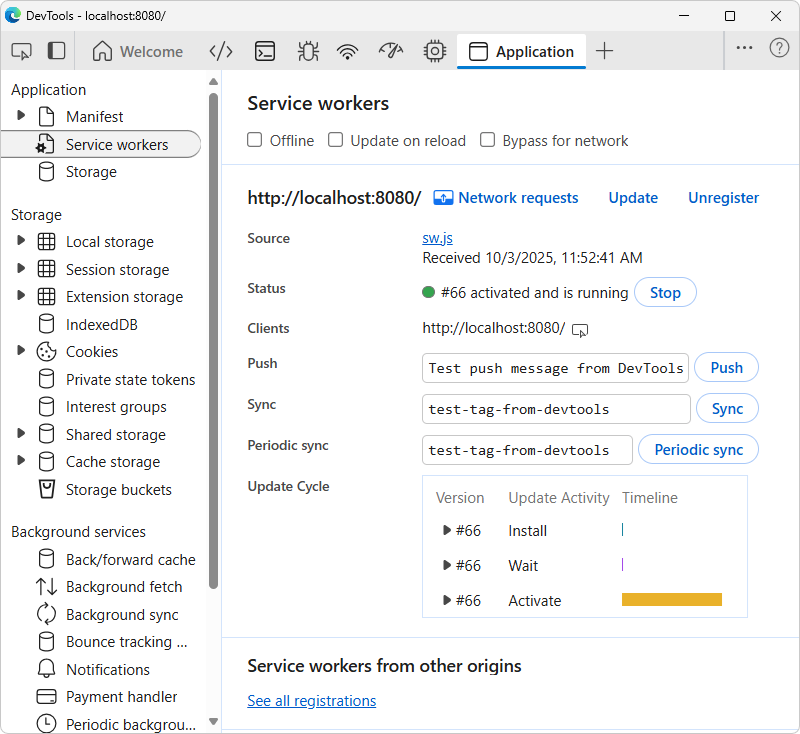 DevTools - localhost:8080/
Welcome
Application
Application
Manifest
Service workers
Storage
Storage
Local storage
Session storage
Extension storage
IndexedDB
Cookies
Private state tokens
Interest groups
Shared storage
Cache storage
Storage buckets
Background services
Back/forward cache
Background fetch
Background sync
Bounce tracking ...
Notifications
Payment handler
Periodic backgrou...
Service workers
Offline Update on reload Bypass for network
http://localhost:8080/ Network requests Update Unregister
Source sw.js
Received 10/3/2025, 11:52:41 AM
Status #66 activated and is running Stop
Clients http://localhost:8080/
Push Test push message from DevTools Push
Sync test-tag-from-devtools Sync
Periodic sync test-tag-from-devtools Periodic sync
Update Cycle
Version Update Activity Timeline
#66 Install
#66 Wait
#66 Activate
Service workers from other origins
See all registrations